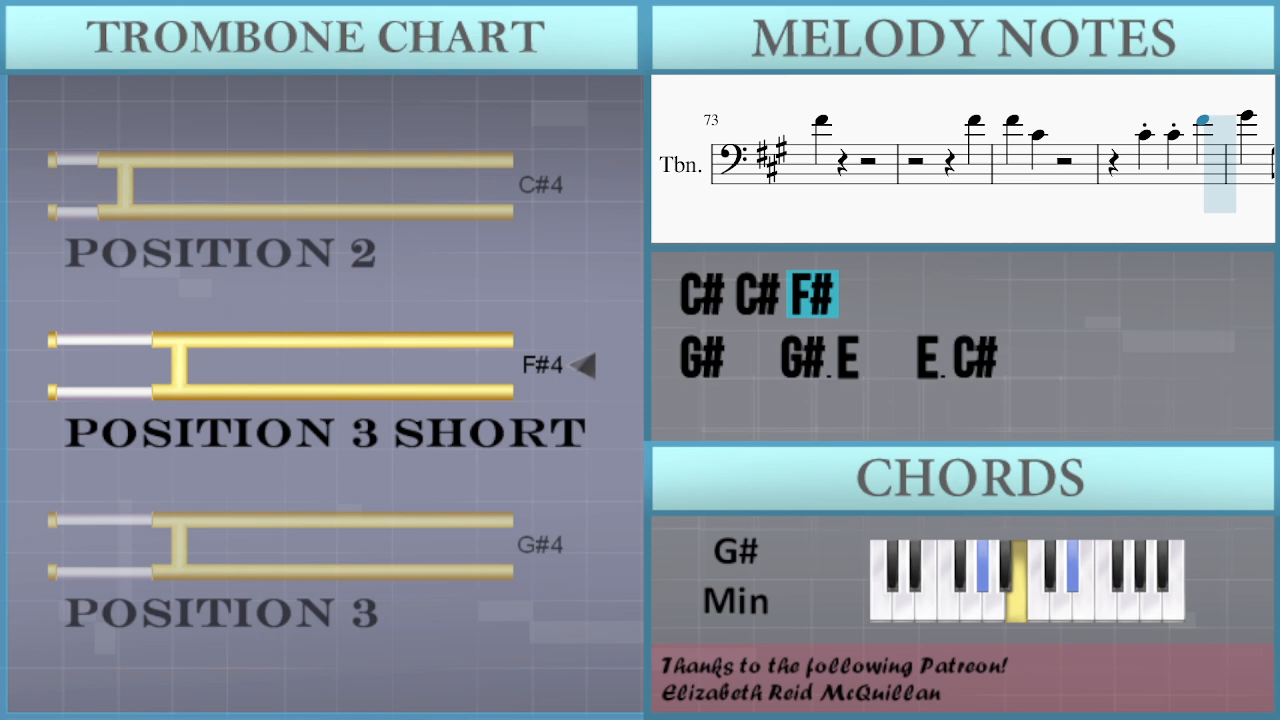 TROMBONE CHART
C#4
POSITION 2
F#4
POSITION 3 SHORT
G#4
POSITION 3
MELODY NOTES
73
Tbn.
C# C# F#
G# G#.E E.C#
CHORDS
G#
Min
Thanks to the following Patreon!
Elizabeth Reid McQuillan